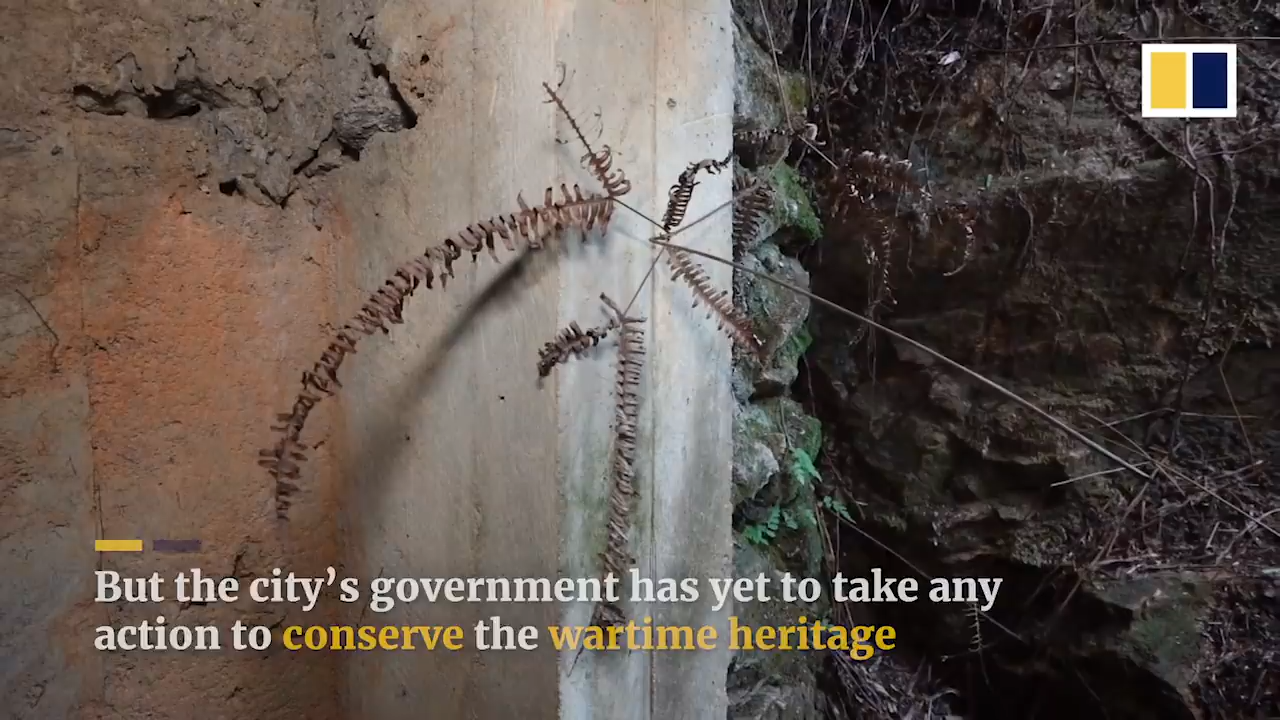 But the city’s government has yet to take any
action to conserve the wartime heritage